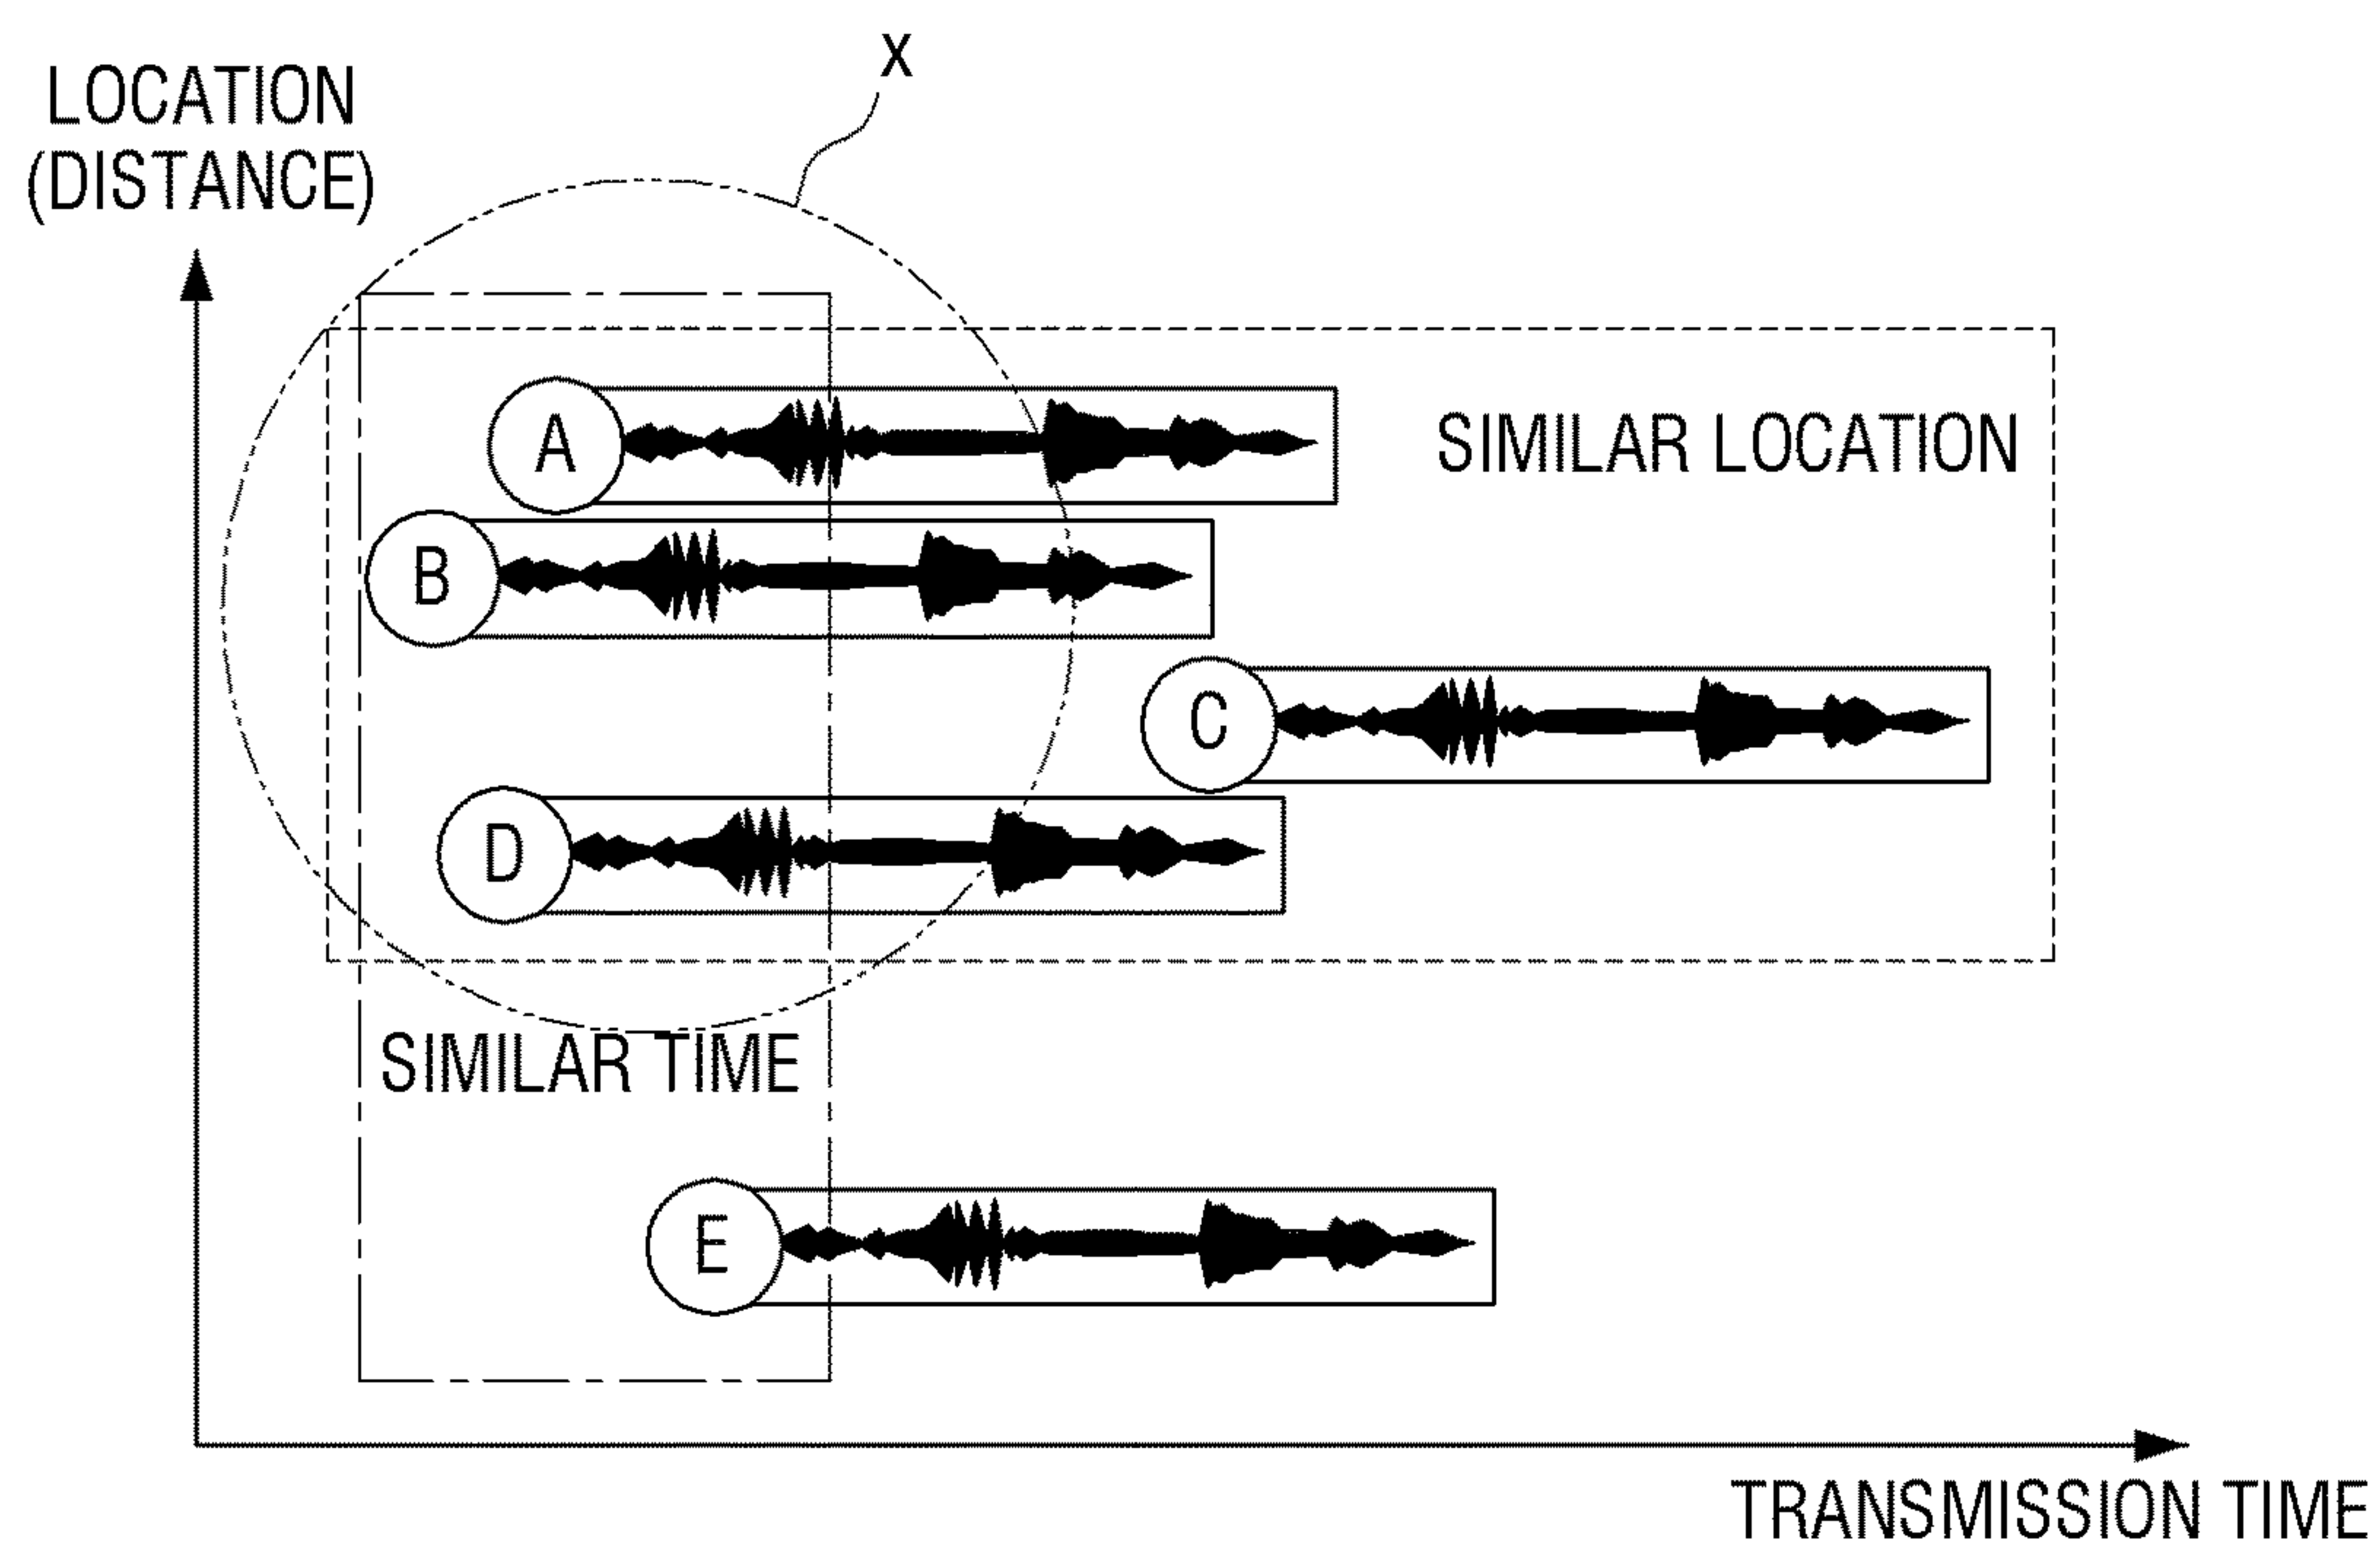 X
LOCATION
(DISTANCE)
A
SIMILAR LOCATION
B
C
D
SIMILAR TIME
E
TRANSMISSION TIME